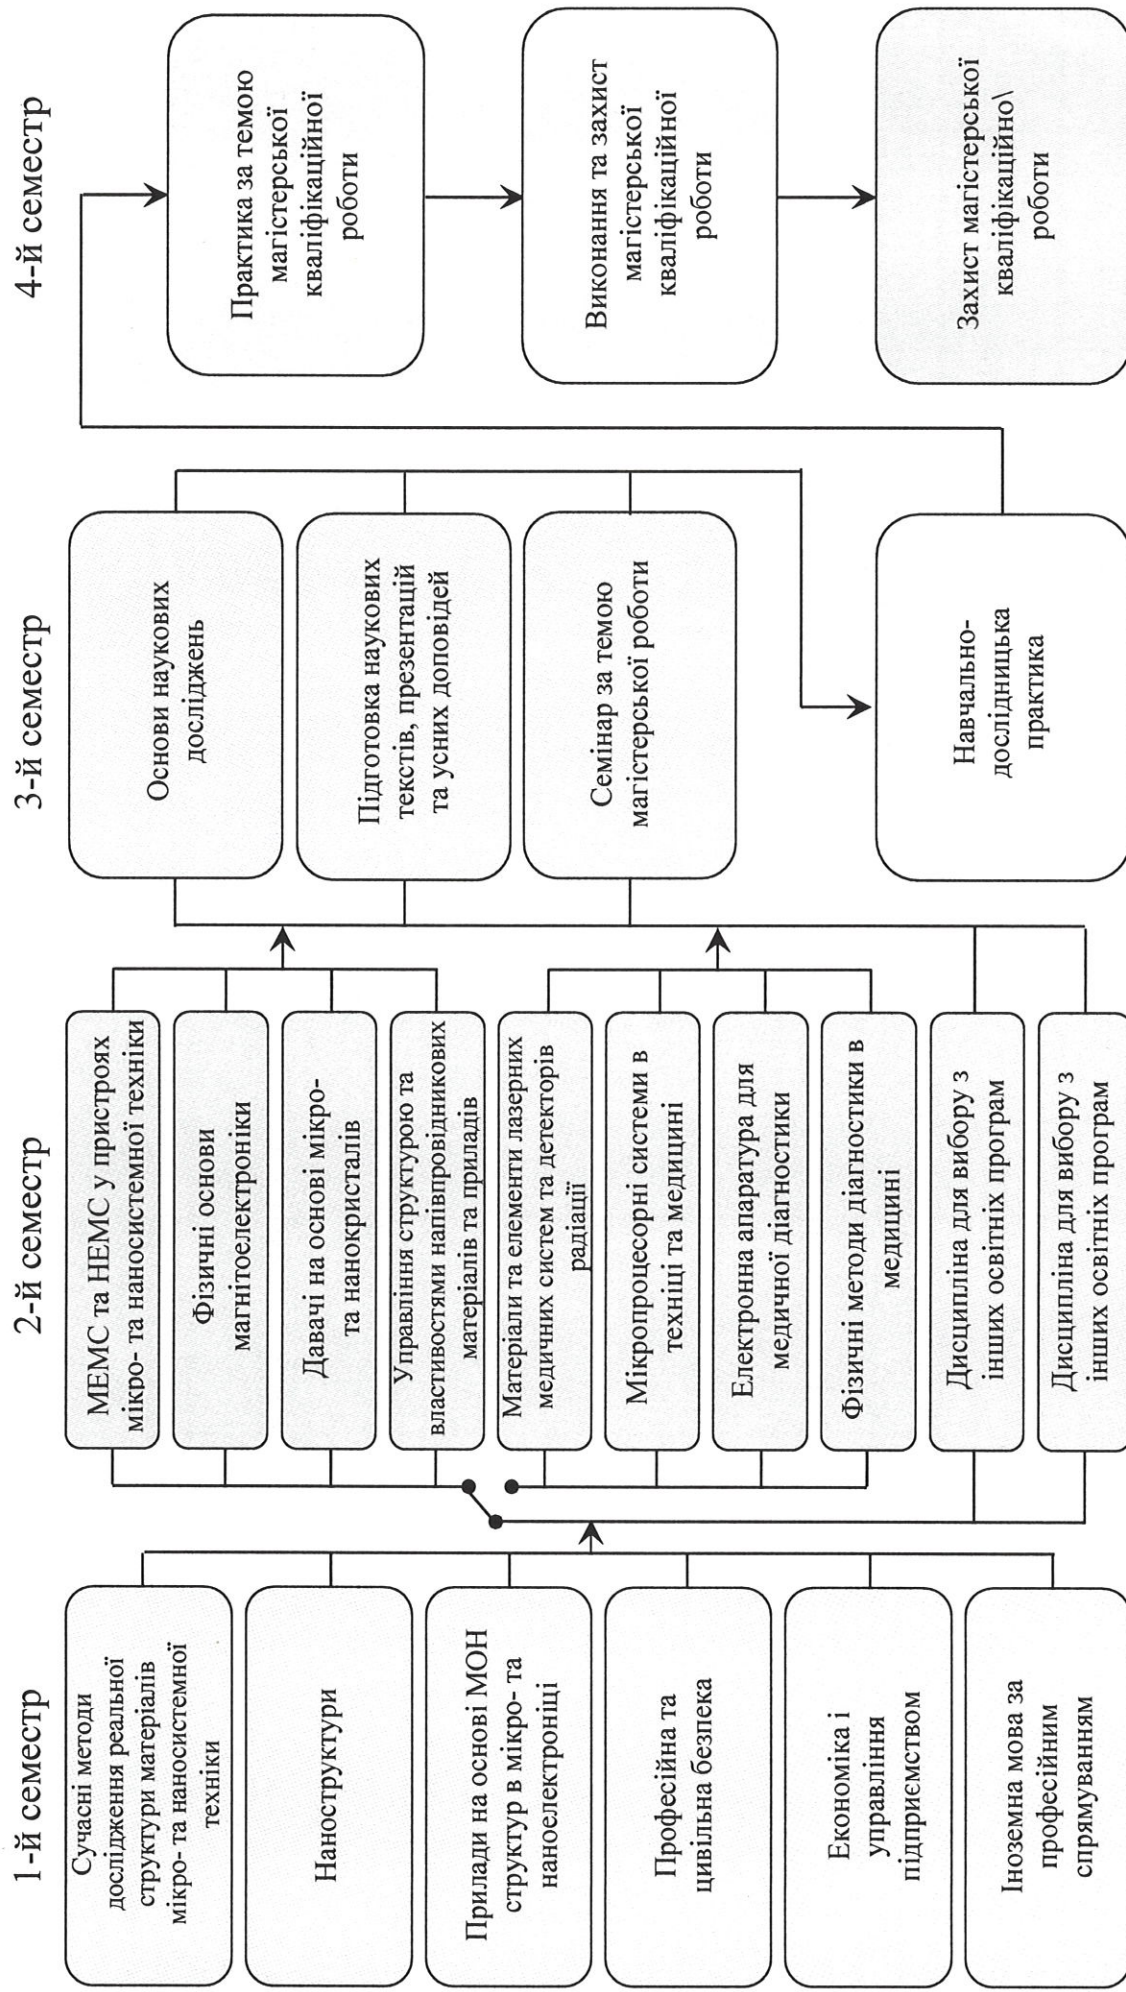 1-й семестр
Сучасні методи
дослідження реальної
структури матеріалів
мікро- та наносистемної
техніки
Наноструктури
Прилади на основі МОН
структур в мікро- та
наноелектроніці
Професійна та
цивільна безпека
Економіка і
управління
підприємством
Іноземна мова за
професійним
спрямуванням
2-й семестр
МЕМС та НЕМС у пристроях
мікро- та наносистемної техніки
Фізичні основи
магнітоелектроніки
Давачі на основі мікро-
та нанокристалів
Управління структурою та
властивостями напівпровідникових
матеріалів та приладів
Матеріали та елементи лазерних
медичних систем та детекторів
радіації
Мікропроцесорні системи в
техніці та медицині
Електронна апаратура для
медичної діагностики
Фізичні методи діагностики в
медицині
Дисципліна для вибору з
інших освітніх програм
Дисципліна для вибору з
інших освітніх програм
3-й семестр
Основи наукових
досліджень
Підготовка наукових
текстів, презентацій
та усних доповідей
Семінар за темою
магістерської роботи
Навчально-
дослідницька
практика
4-й семестр
Практика за темою
магістерської
кваліфікаційної
роботи
Виконання та захист
магістерської
кваліфікаційної
роботи
Захист магістерської
кваліфікаційно\
роботи